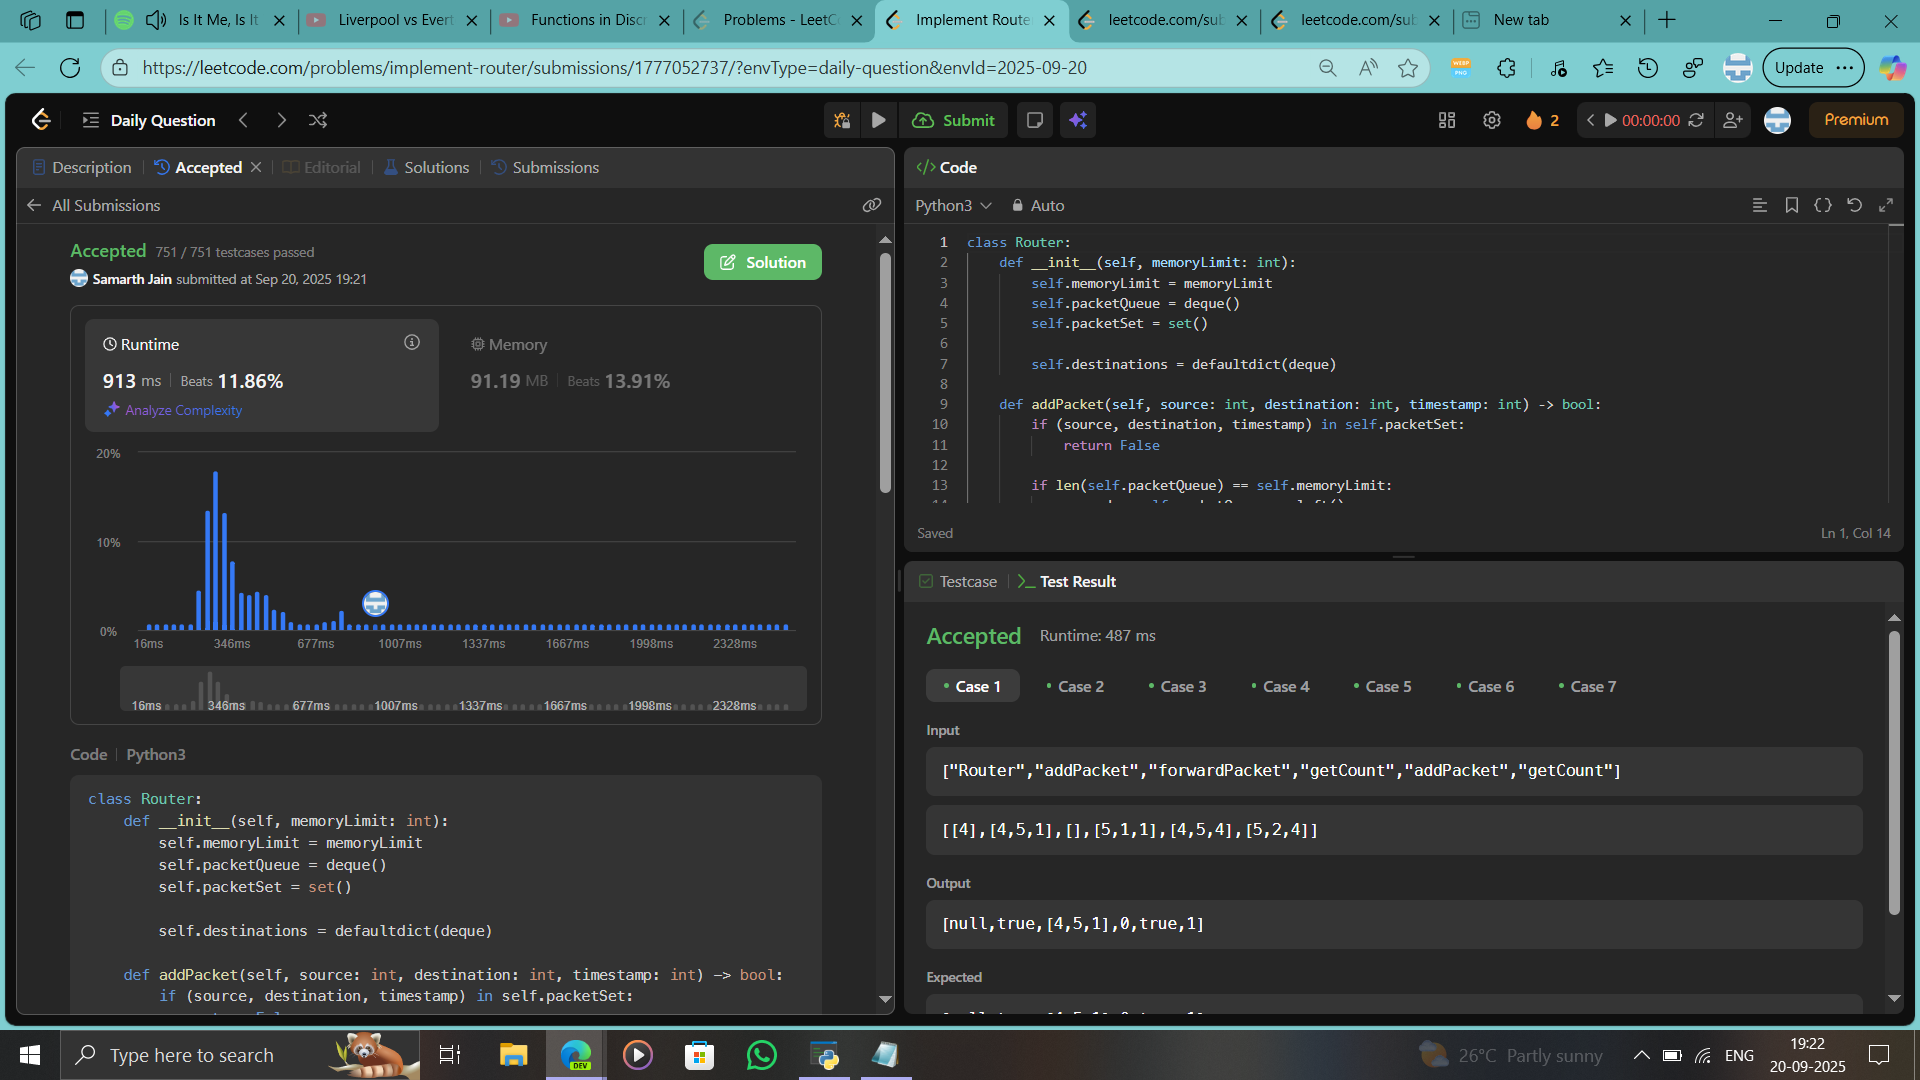 Is It Me, Is It
Liverpool vs Evert
Functions in Discr
Problems - LeetCo
Implement Route
leetcode.com/sub
leetcode.com/sub
New tab
https://leetcode.com/problems/implement-router/submissions/1777052737/?envType=daily-question&envId=2025-09-20
Update
Daily Question
Submit
2
00:00:00
Premium
Description
Accepted
Editorial
Solutions
Submissions
All Submissions
Accepted 751 / 751 testcases passed
Samarth Jain submitted at Sep 20, 2025 19:21
Solution
Runtime
913 ms Beats 11.86%
Analyze Complexity
Memory
91.19 MB Beats 13.91%
20%
10%
0%
16ms 346ms 677ms 1007ms 1337ms 1667ms 1998ms 2328ms
16ms 346ms 677ms 1007ms 1337ms 1667ms 1998ms 2328ms
Code Python3
class Router:
def __init__(self, memoryLimit: int):
self.memoryLimit = memoryLimit
self.packetQueue = deque()
self.packetSet = set()
self.destinations = defaultdict(deque)
def addPacket(self, source: int, destination: int, timestamp: int) -> bool:
if (source, destination, timestamp) in self.packetSet:
</> Code
Python3 Auto
1 class Router:
2 def __init__(self, memoryLimit: int):
3 self.memoryLimit = memoryLimit
4 self.packetQueue = deque()
5 self.packetSet = set()
6
7 self.destinations = defaultdict(deque)
8
9 def addPacket(self, source: int, destination: int, timestamp: int) -> bool:
10 if (source, destination, timestamp) in self.packetSet:
11 return False
12
13 if len(self.packetQueue) == self.memoryLimit:
Saved
Ln 1, Col 14
Testcase
Test Result
Accepted Runtime: 487 ms
Case 1
Case 2
Case 3
Case 4
Case 5
Case 6
Case 7
Input
["Router","addPacket","forwardPacket","getCount","addPacket","getCount"]
[[4],[4,5,1],[],[5,1,1],[4,5,4],[5,2,4]]
Output
[null,true,[4,5,1],0,true,1]
Expected
Type here to search
DEV
26°C Partly sunny
ENG
19:22
20-09-2025